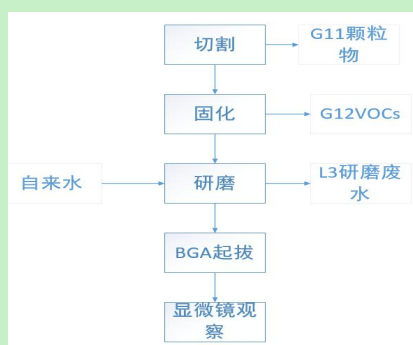 切割
G11颗粒
物
固化
G12VOCs
自来水
研磨
L3研磨废
水
BGA起拔
显微镜观
察